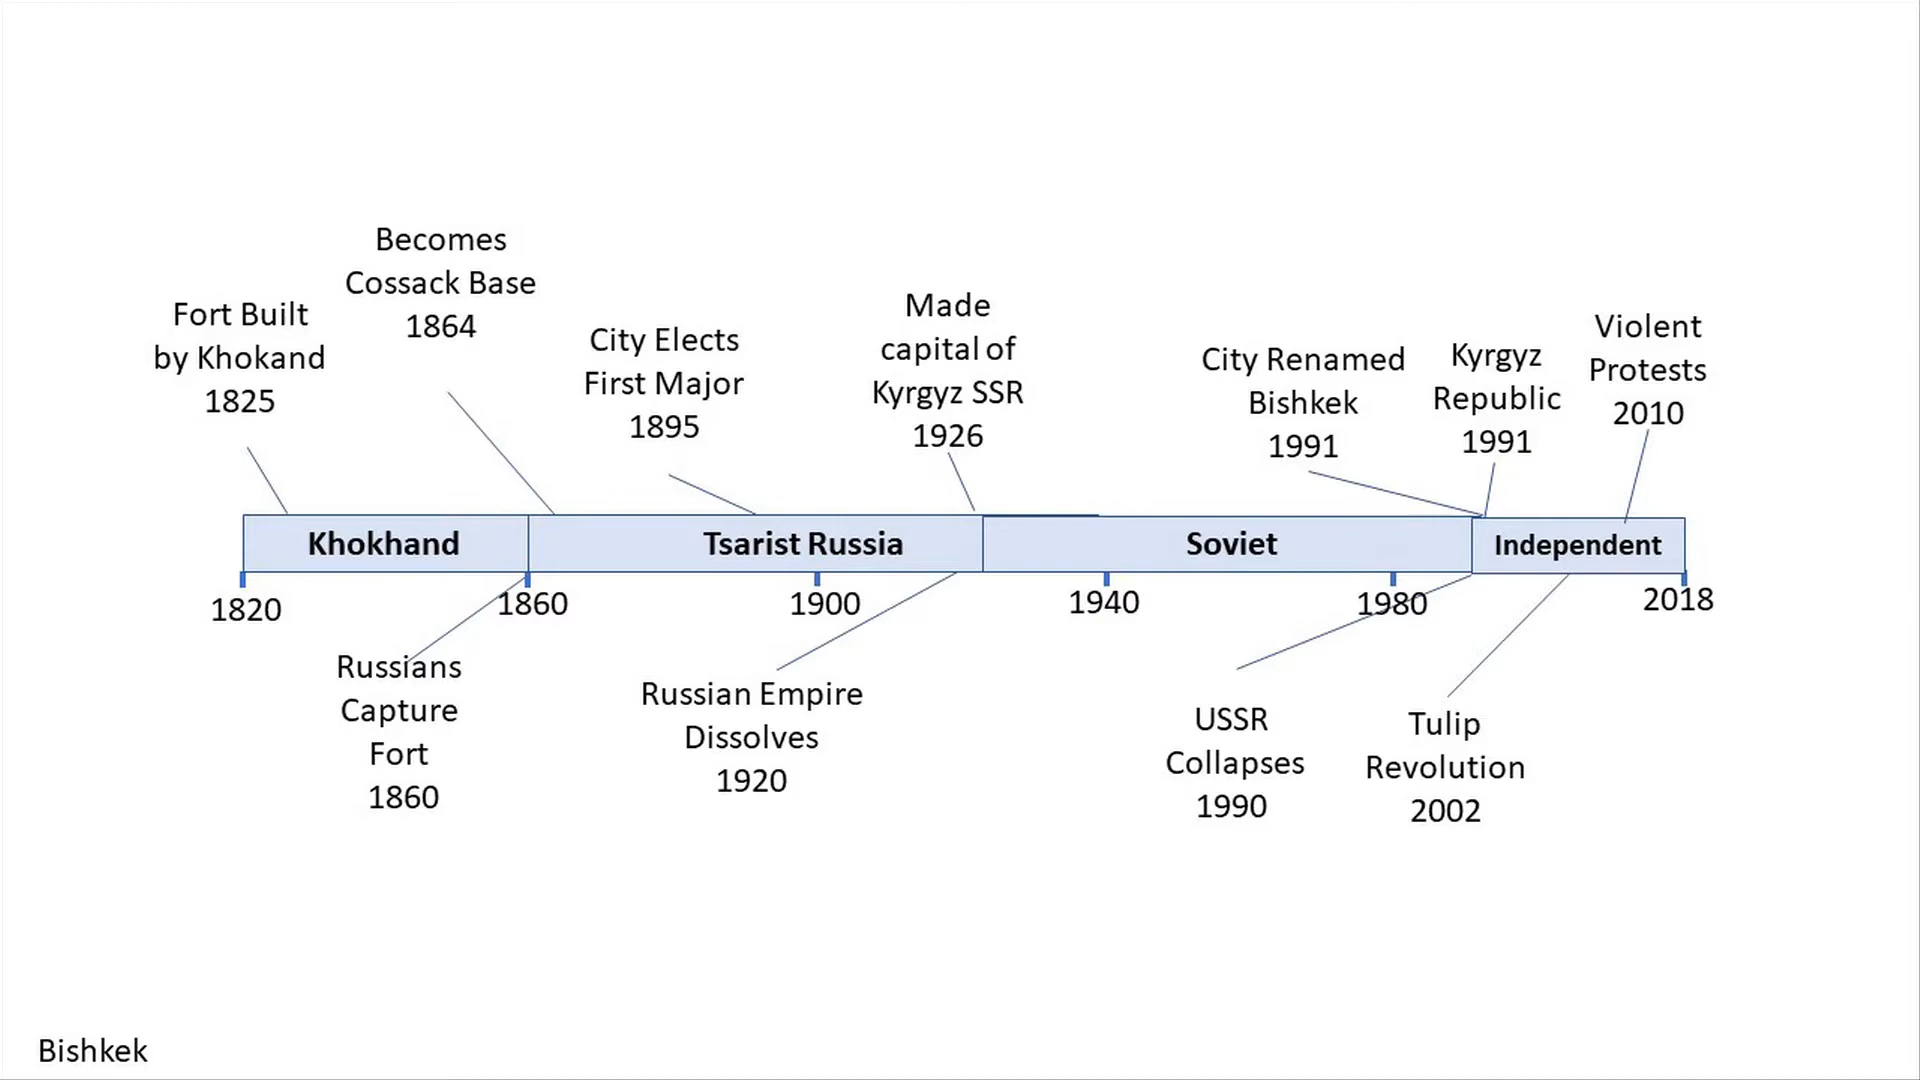 Becomes
Cossack Base
1864
Fort Built
by Khokand
1825
City Elects
First Major
1895
Made
capital of
Kyrgyz SSR
1926
City Renamed
Bishkek
1991
Kyrgyz
Republic
1991
Violent
Protests
2010
Khokhand
Tsarist Russia
Soviet
Independent
1820
1860
1900
1940
1980
2018
Russians
Capture
Fort
1860
Russian Empire
Dissolves
1920
USSR
Collapses
1990
Tulip
Revolution
2002
Bishkek